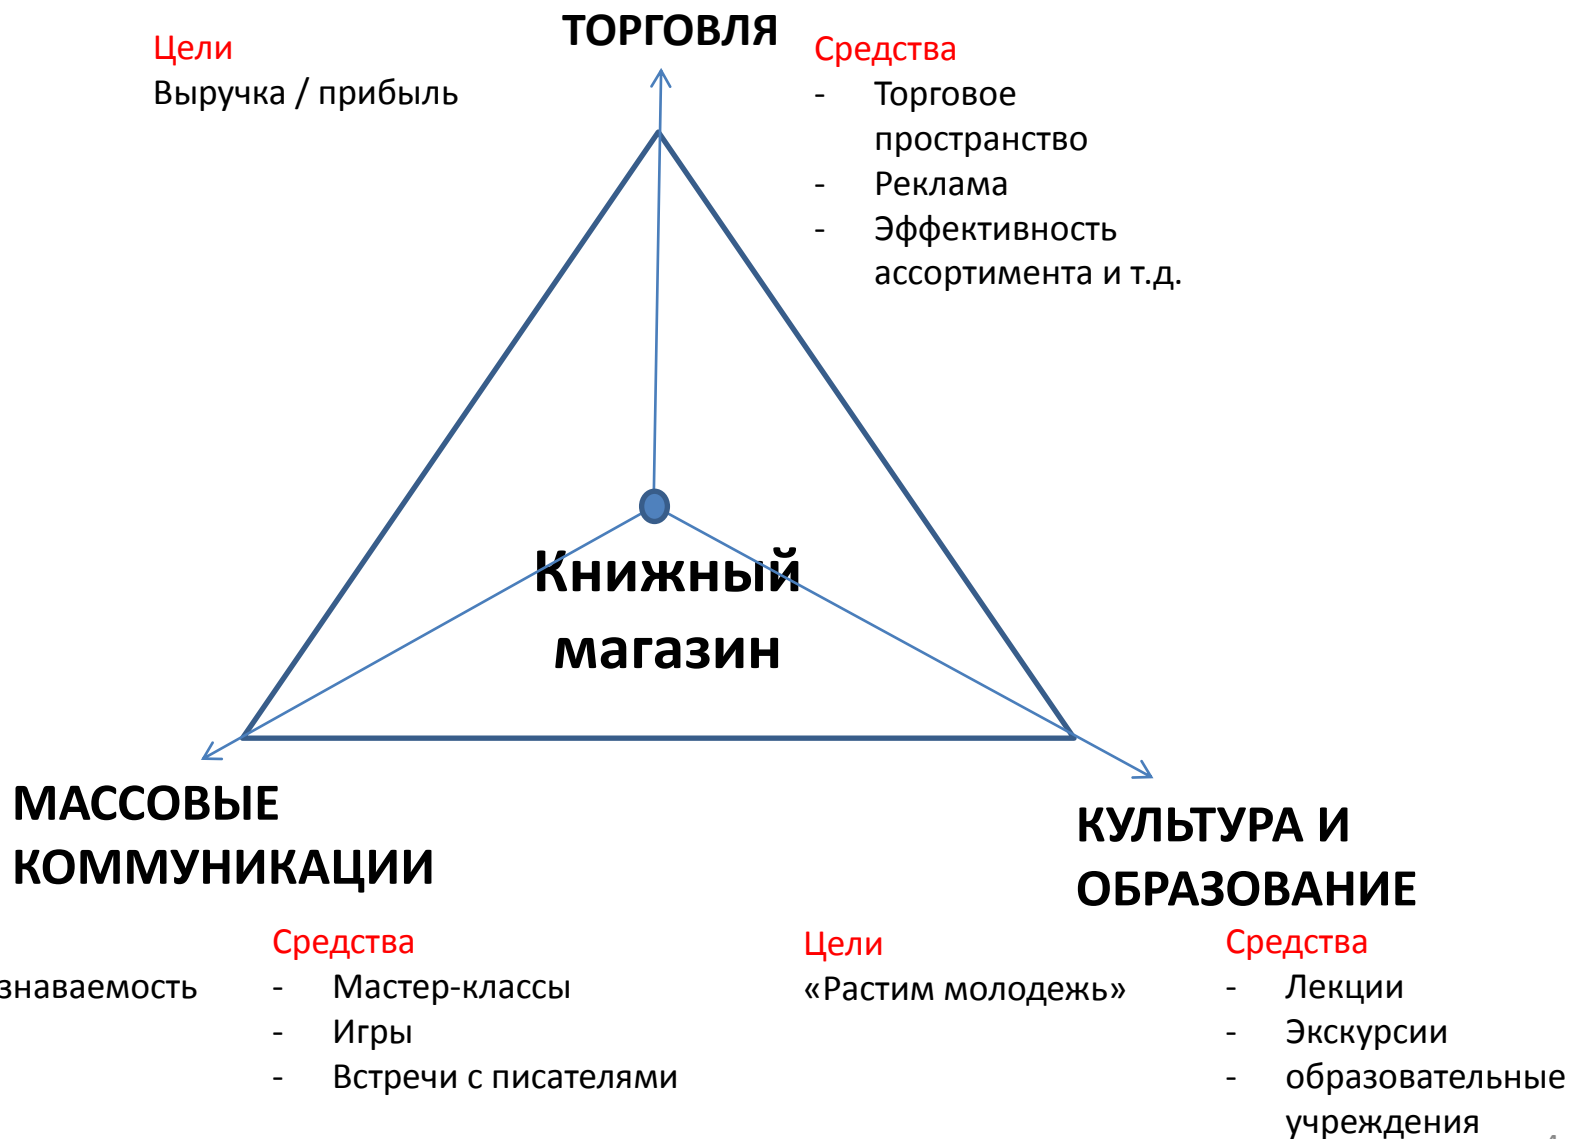 ТОРГОВЛЯ
Цели
Выручка / прибыль
Средства
- Торговое
пространство
- Реклама
- Эффективность
ассортимента и т.д.
Книжный
магазин
МАССОВЫЕ
КОММУНИКАЦИИ
знаваемость
Средства
- Мастер-классы
- Игры
- Встречи с писателями
КУЛЬТУРА И
ОБРАЗОВАНИЕ
Цели
«Растим молодежь»
Средства
- Лекции
- Экскурсии
- образовательные
учреждения